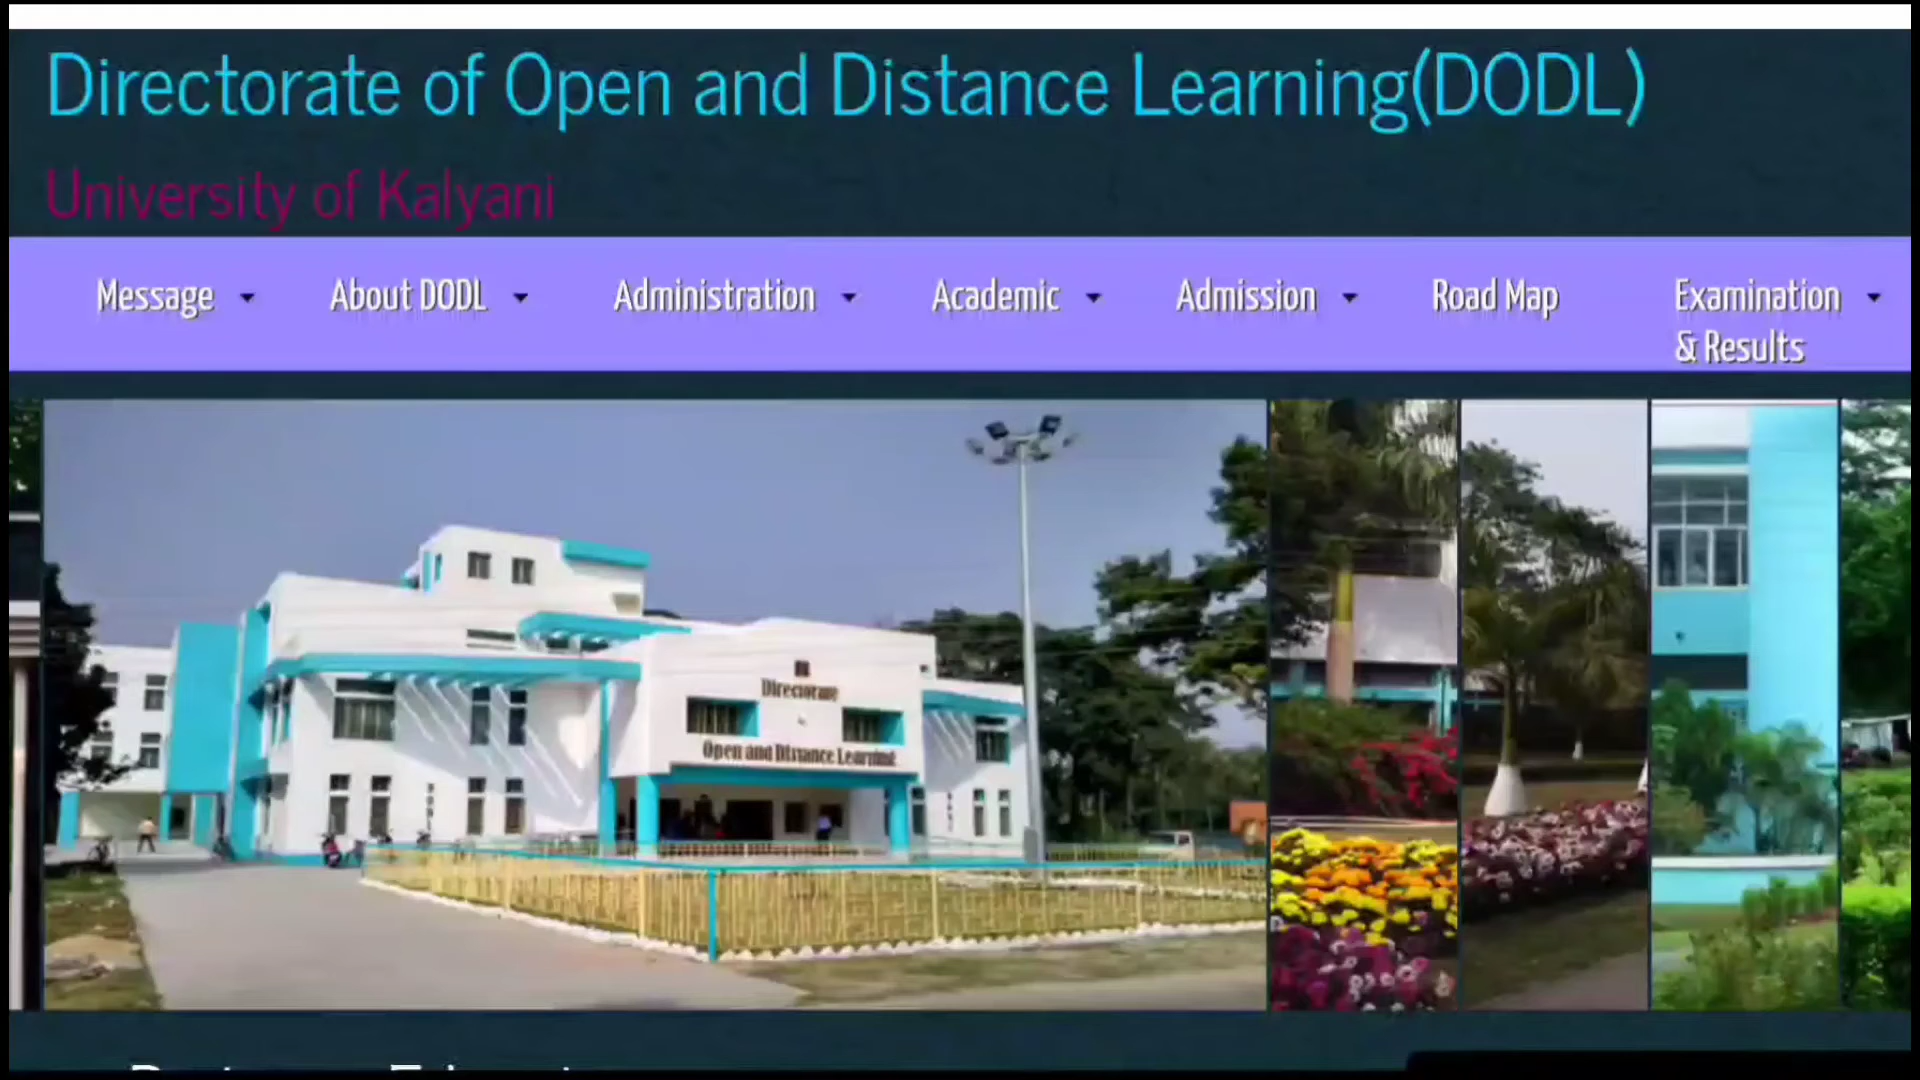 Directorate of Open and Distance Learning(DODL)
University of Kalyani
Message
About DODL
Administration
Academic
Admission
Road Map
Examination
& Results
Directorate
Open and Distance Learning